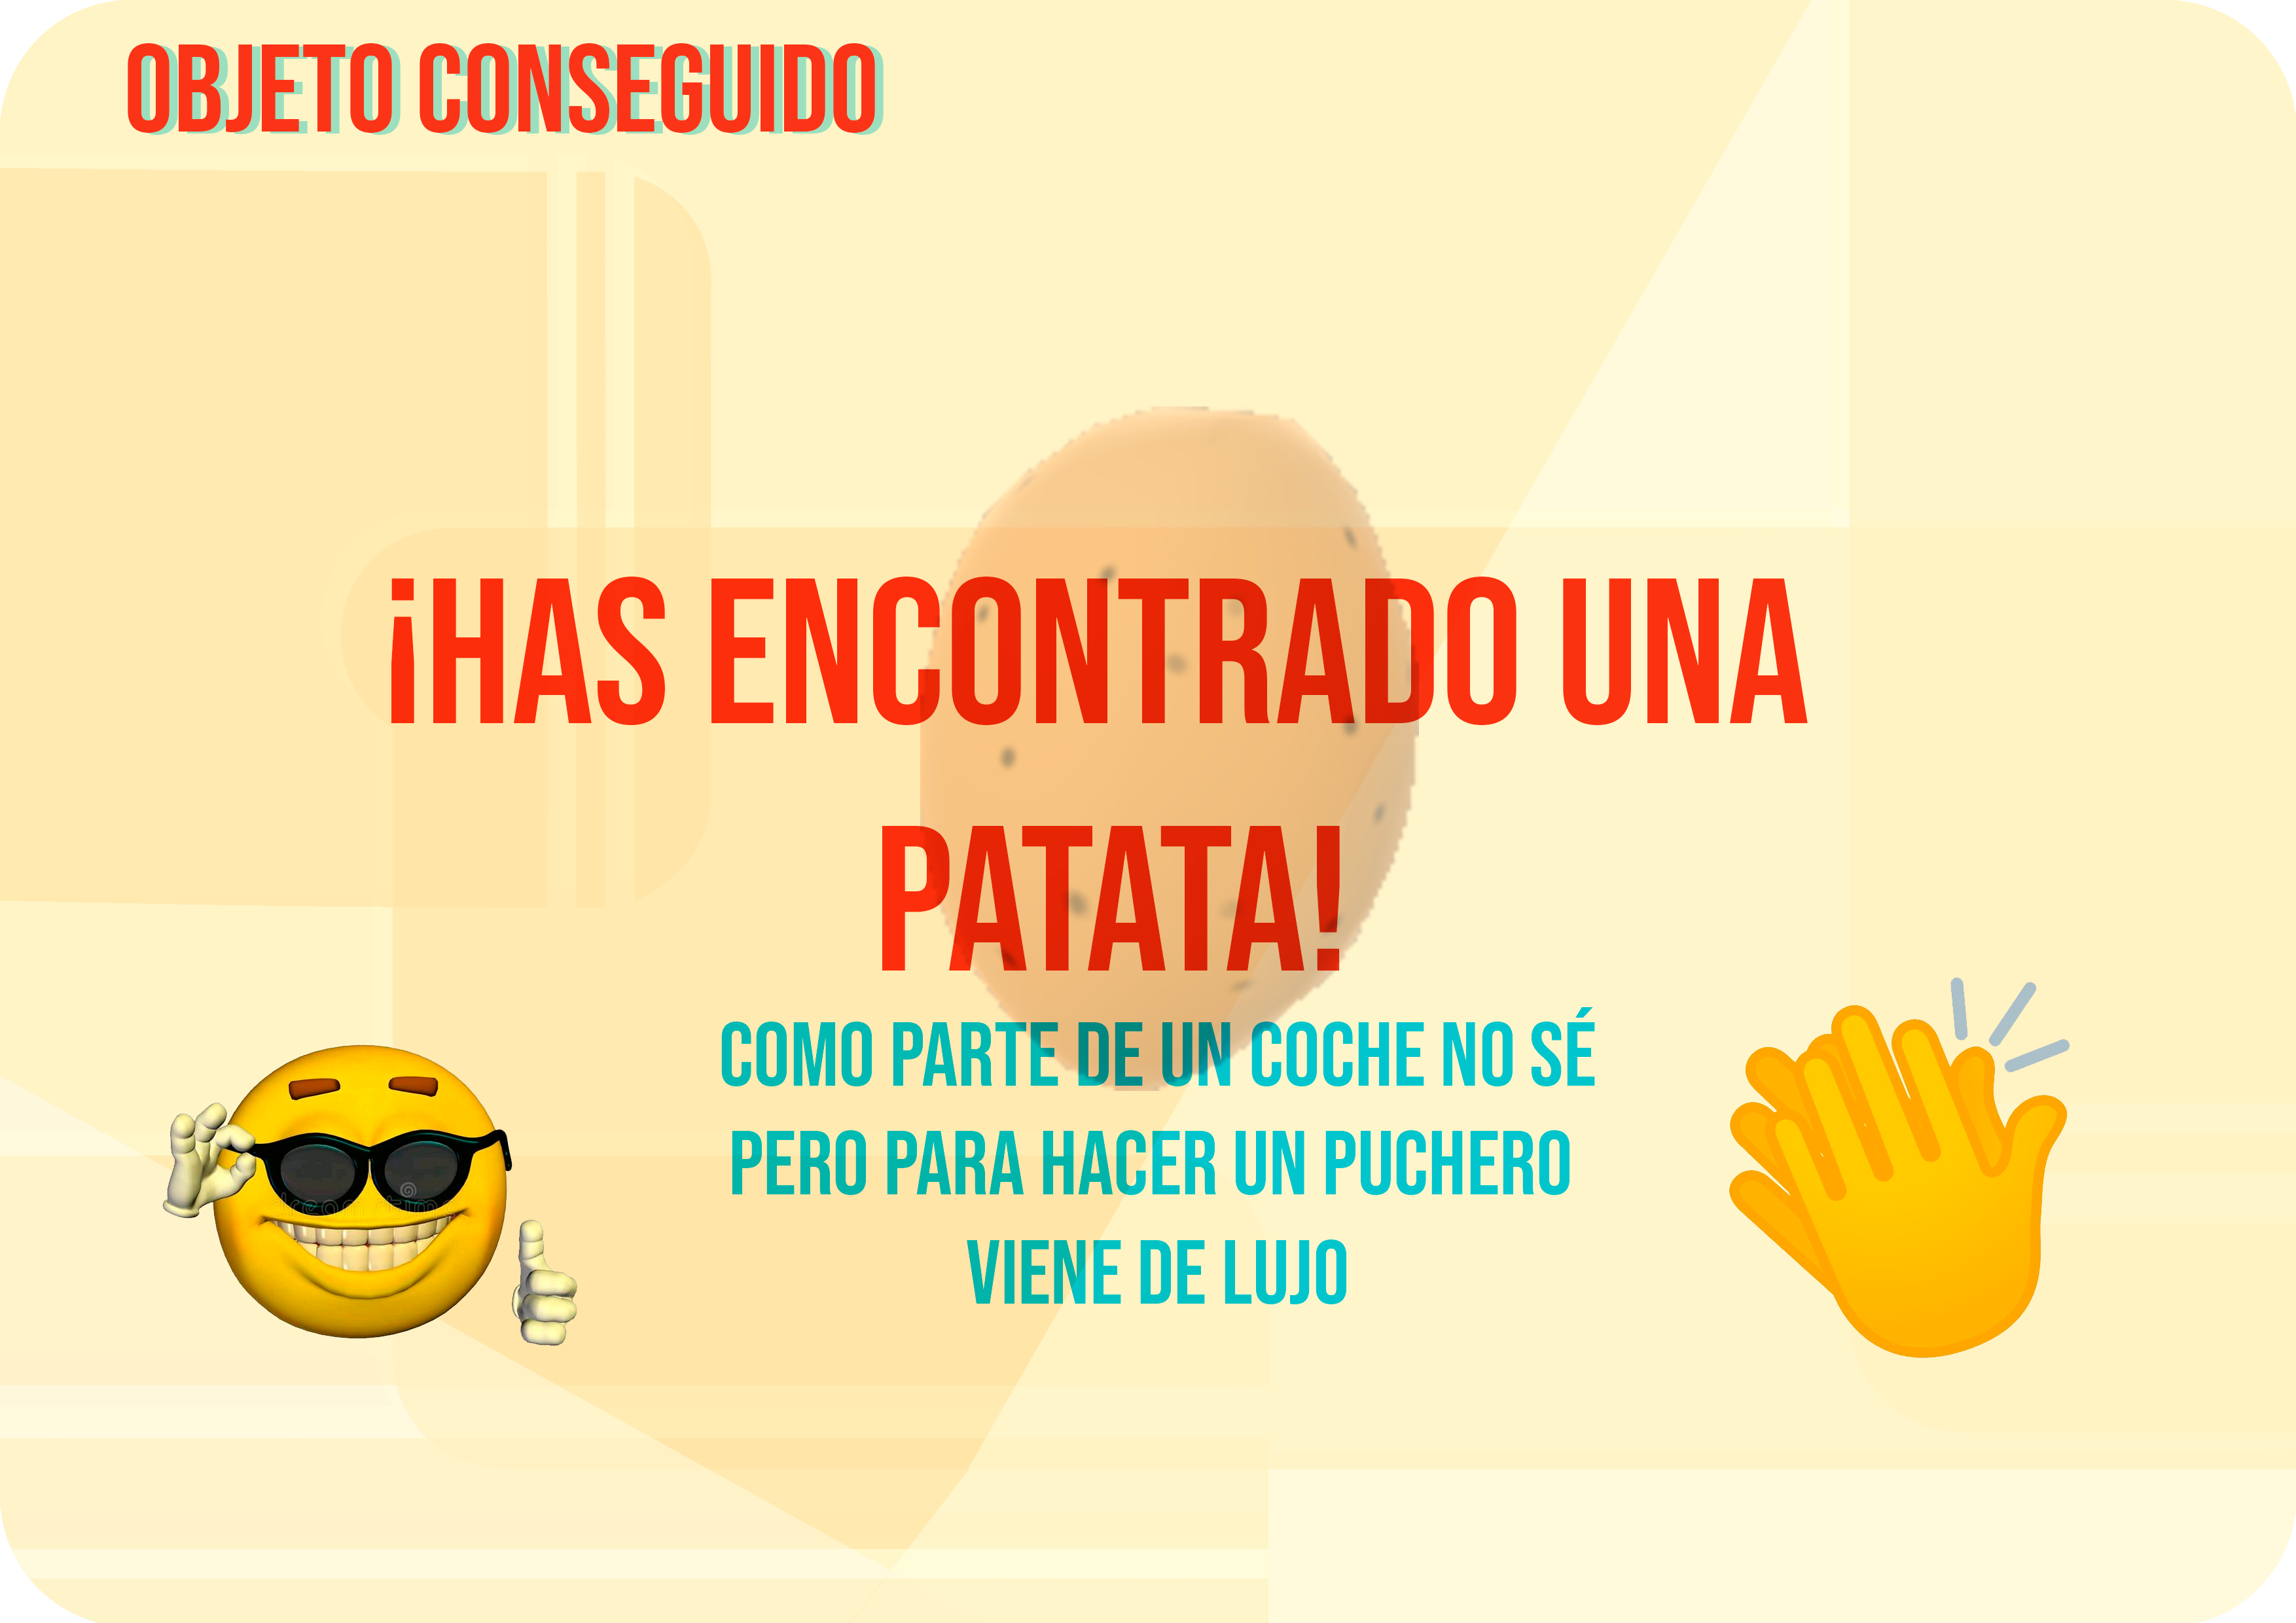 OBJETO CONSEGUIDO
¡HAS ENCONTRADO UNA
PATATA!
COMO PARTE DE UN COCHE NO SÉ
PERO PARA HACER UN PUCHERO
VIENE DE LUJO